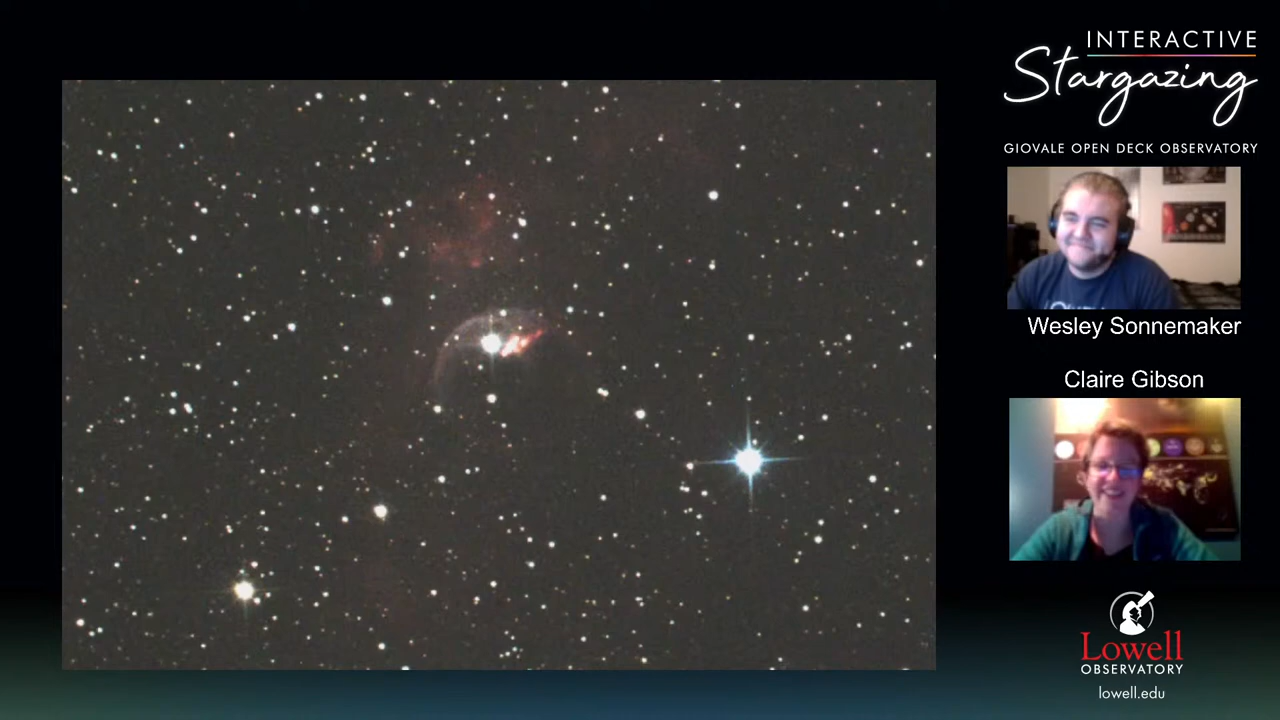 INTERACTIVE
Stargazing
GIOVALE OPEN DECK OBSERVATORY
Wesley Sonnemaker
Claire Gibson
Lowell
OBSERVATORY
lowell.edu